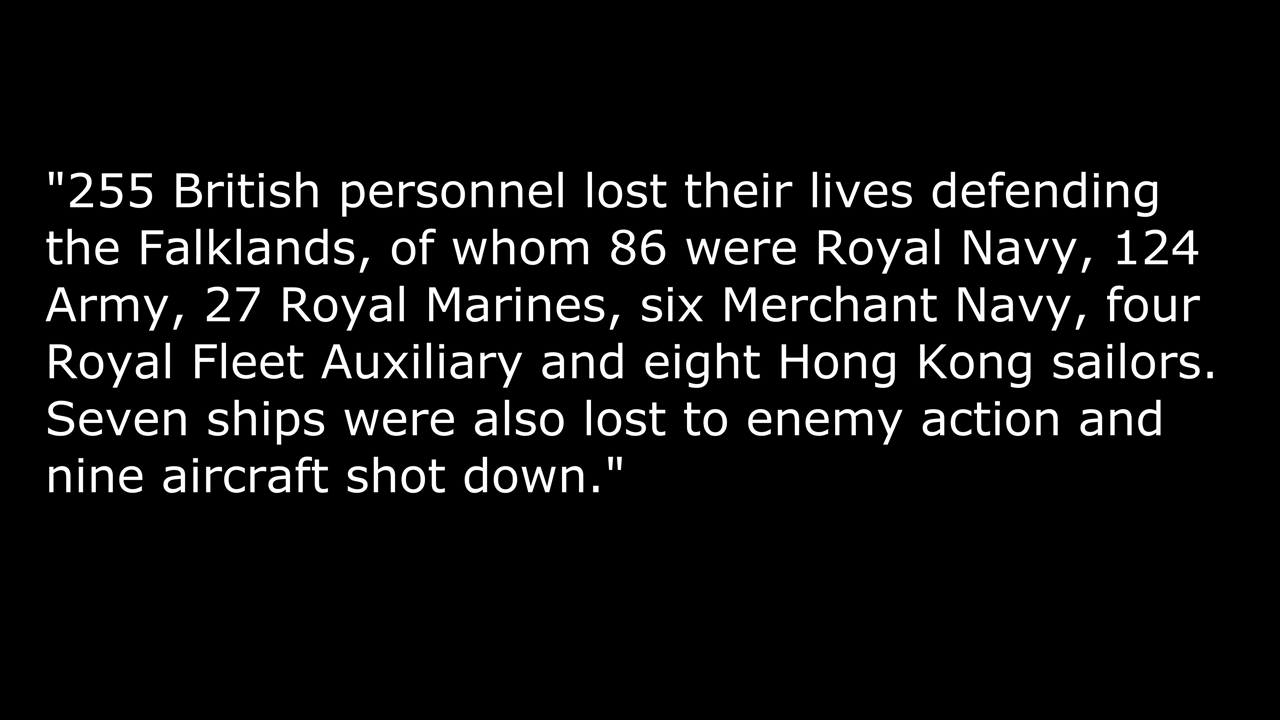 "255 British personnel lost their lives defending
the Falklands, of whom 86 were Royal Navy, 124
Army, 27 Royal Marines, six Merchant Navy, four
Royal Fleet Auxiliary and eight Hong Kong sailors.
Seven ships were also lost to enemy action and
nine aircraft shot down."